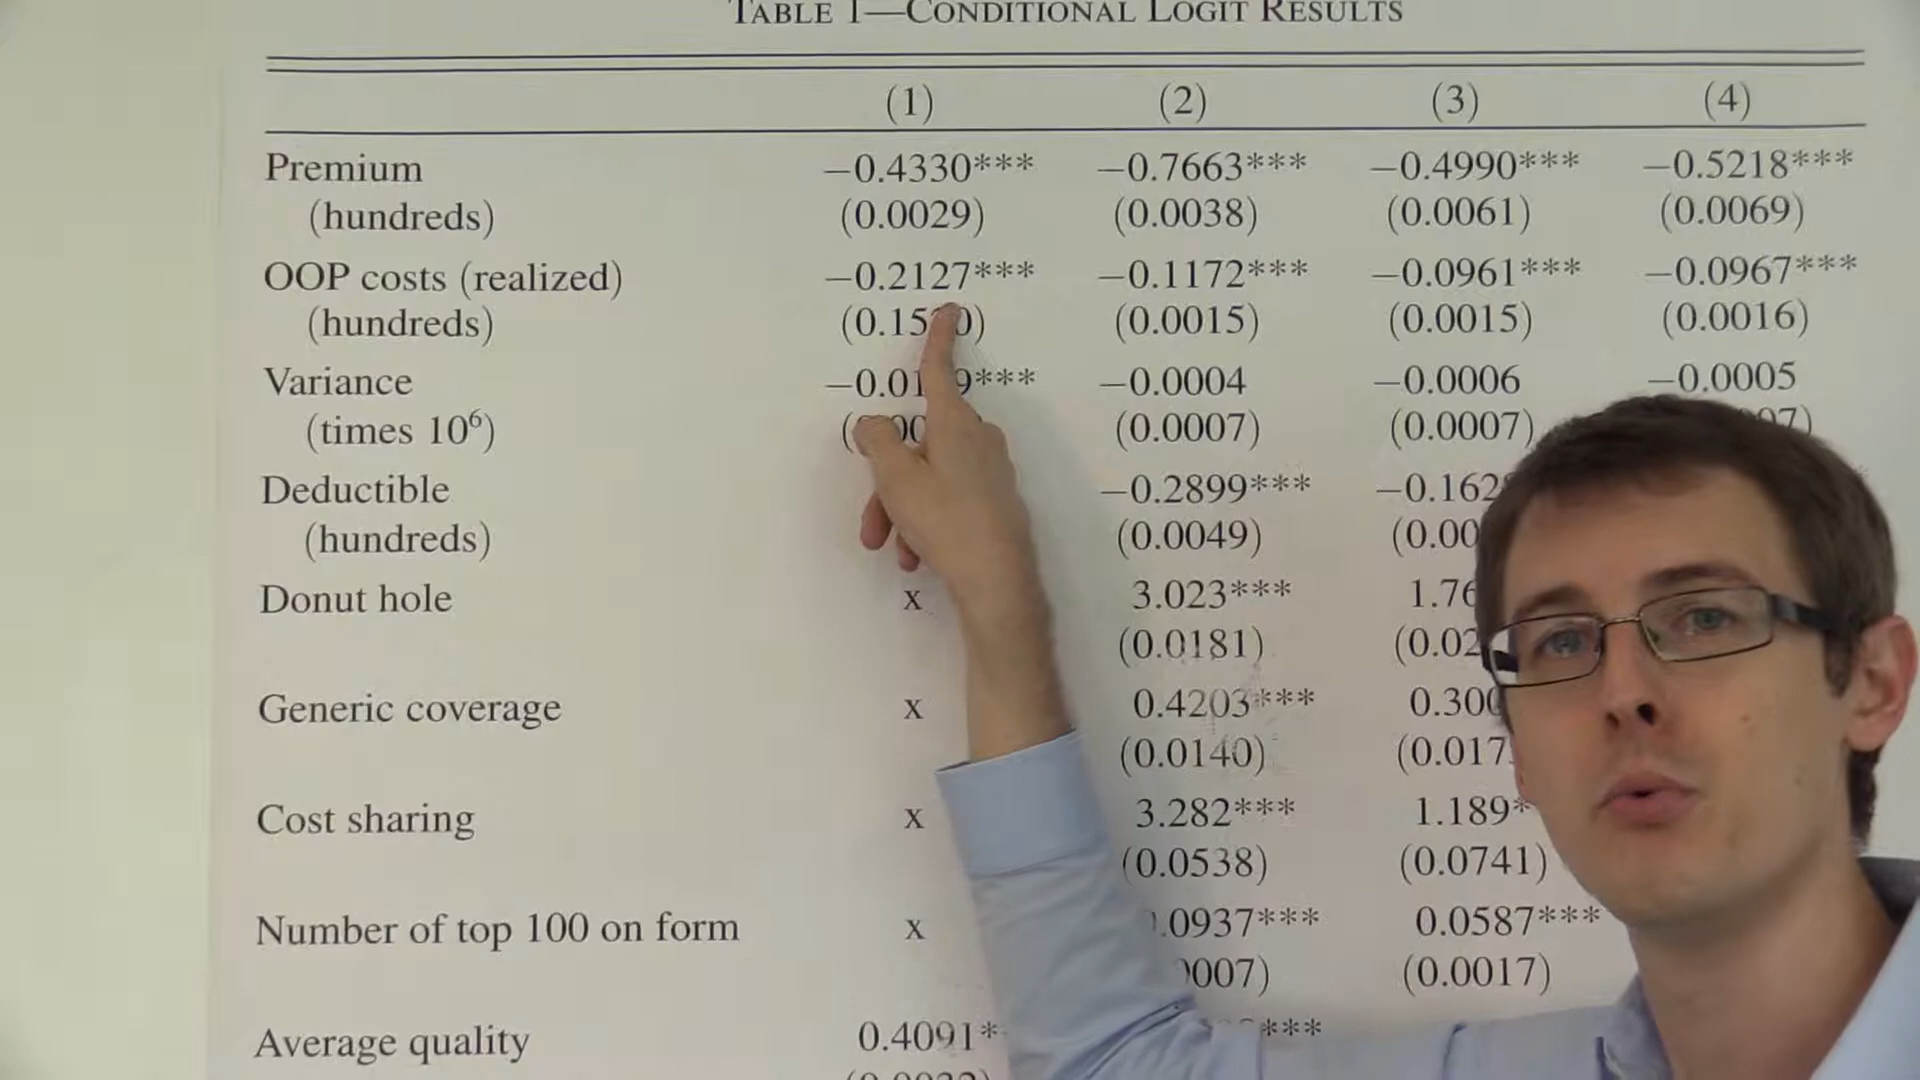 TABLE 1—CONDITIONAL LOGIT RESULTS
(1) (2) (3) (4)
Premium −0.4330*** −0.7663*** −0.4990*** −0.5218***
(hundreds) (0.0029) (0.0038) (0.0061) (0.0069)
OOP costs (realized) −0.2127*** −0.1172*** −0.0961*** −0.0967***
(hundreds) (0.0015) (0.0015) (0.0016)
Variance −0.0004 −0.0006 −0.0005
(times 10⁶) (0.0007) (0.0007)
Deductible −0.2899***
(hundreds) (0.0049)
Donut hole x 3.023***
(0.0181)
Generic coverage x 0.4203***
(0.0140)
Cost sharing x 3.282*** 1.189*
(0.0538) (0.0741)
Number of top 100 on form x .0937*** 0.0587***
(0.0017)
Average quality 0.4091* ***